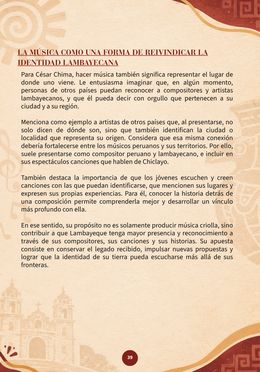 LA MÚSICA COMO UNA FORMA DE REIVINDICAR LA
IDENTIDAD LAMBAYECANA
Para César Chima, hacer música también significa representar el lugar de
donde uno viene. Le entusiasma imaginar que, en algún momento,
personas de otros países puedan reconocer a compositores y artistas
lambayecanos, y que él pueda decir con orgullo que pertenecen a su
ciudad y a su región.
Menciona como ejemplo a artistas de otros países que, al presentarse, no
solo dicen de dónde son, sino que también identifican la ciudad o
localidad que representa su origen. Considera que esa misma conexión
debería fortalecerse entre los músicos peruanos y sus territorios. Por ello,
suele presentarse como compositor peruano y lambayecano, e incluir en
sus espectáculos canciones que hablen de Chiclayo.
También destaca la importancia de que los jóvenes escuchen y creen
canciones con las que puedan identificarse, que mencionen sus lugares y
expresen sus propias experiencias. Para él, conocer la historia detrás de
una composición permite comprenderla mejor y desarrollar un vínculo
más profundo con ella.
En ese sentido, su propósito no es solamente producir música criolla, sino
contribuir a que Lambayeque tenga mayor presencia y reconocimiento a
través de sus compositores, sus canciones y sus historias. Su apuesta
consiste en conservar el legado recibido, impulsar nuevas propuestas y
lograr que la identidad de su tierra pueda escucharse más allá de sus
fronteras.
39